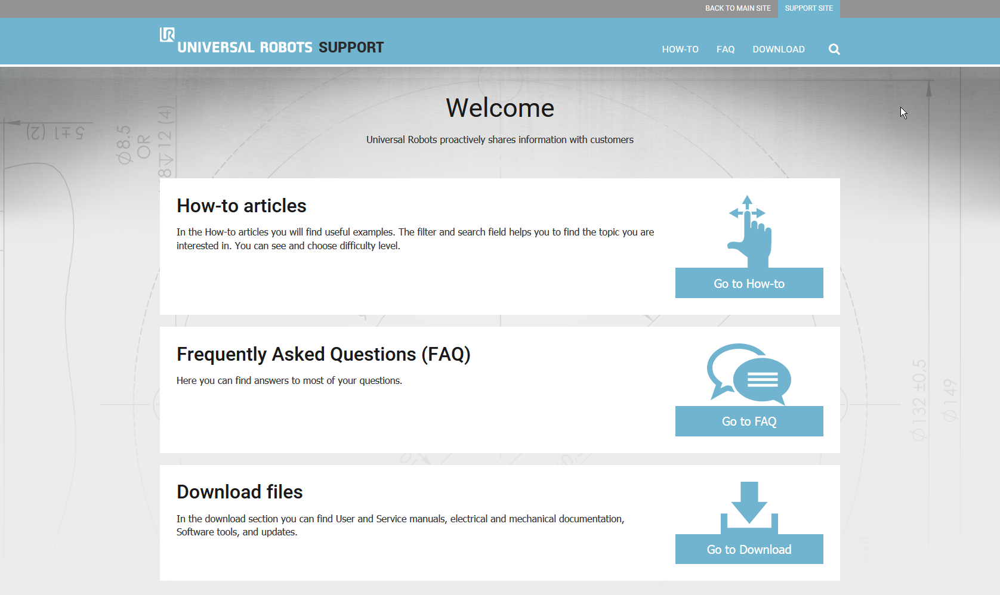 BACK TO MAIN SITE
SUPPORT SITE
UR
UNIVERSAL ROBOTS SUPPORT
HOW-TO
FAQ
DOWNLOAD
Welcome
Universal Robots proactively shares information with customers
5±1 (2)
Ø8.5
OR
8↧12 (4)
How-to articles
In the How-to articles you will find useful examples. The filter and search field helps you to find the topic you are
interested in. You can see and choose difficulty level.
Go to How-to
Frequently Asked Questions (FAQ)
Here you can find answers to most of your questions.
Go to FAQ
Ø132 ±0,5
Ø149
Download files
In the download section you can find User and Service manuals, electrical and mechanical documentation,
Software tools, and updates.
Go to Download